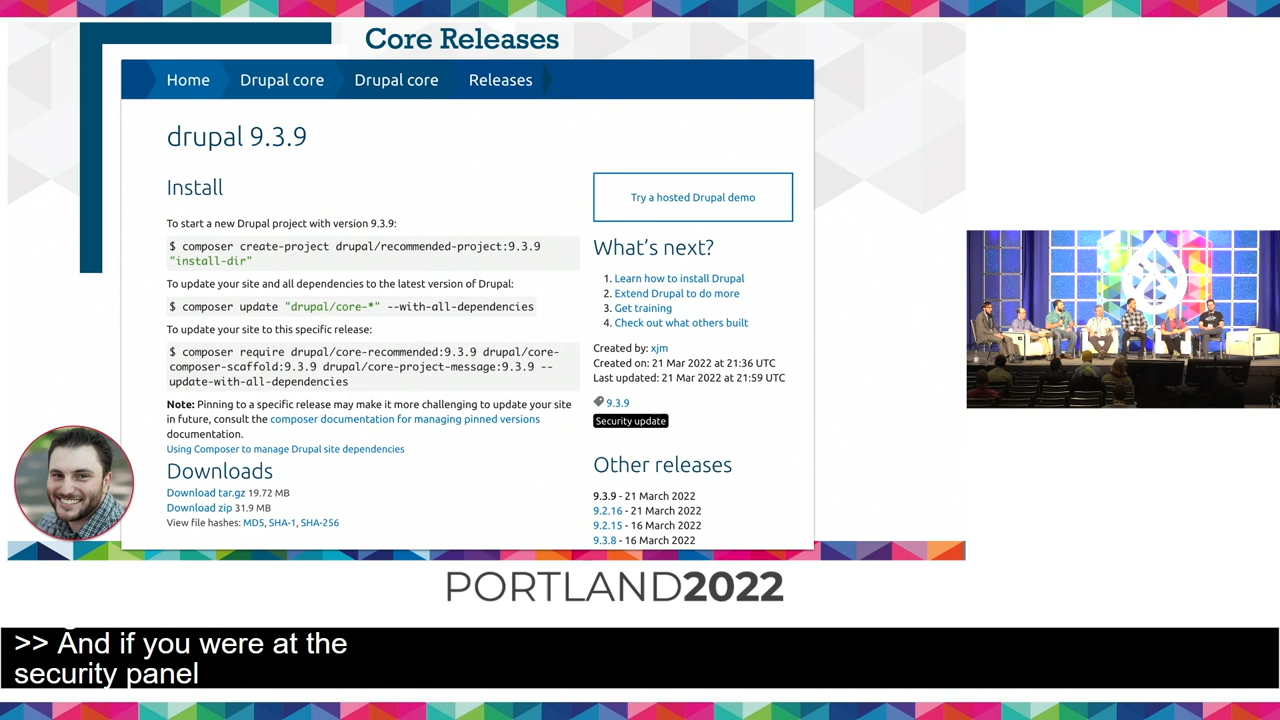 Core Releases
Home Drupal core Drupal core Releases
drupal 9.3.9
Install
To start a new Drupal project with version 9.3.9:
$ composer create-project drupal/recommended-project:9.3.9
"install-dir"
To update your site and all dependencies to the latest version of Drupal:
$ composer update "drupal/core-*" --with-all-dependencies
To update your site to this specific release:
$ composer require drupal/core-recommended:9.3.9 drupal/core-
composer-scaffold:9.3.9 drupal/core-project-message:9.3.9 --
update-with-all-dependencies
Note: Pinning to a specific release may make it more challenging to update your site
in future, consult the composer documentation for managing pinned versions
documentation.
Using Composer to manage Drupal site dependencies
Downloads
Download tar.gz 19.72 MB
Download zip 31.9 MB
View file hashes: MD5, SHA-1, SHA-256
Try a hosted Drupal demo
What's next?
1. Learn how to install Drupal
2. Extend Drupal to do more
3. Get training
4. Check out what others built
Created by: xjm
Created on: 21 Mar 2022 at 21:36 UTC
Last updated: 21 Mar 2022 at 21:59 UTC
9.3.9
Security update
Other releases
9.3.9 - 21 March 2022
9.2.16 - 21 March 2022
9.2.15 - 16 March 2022
9.3.8 - 16 March 2022
PORTLAND2022
>> And if you were at the
security panel